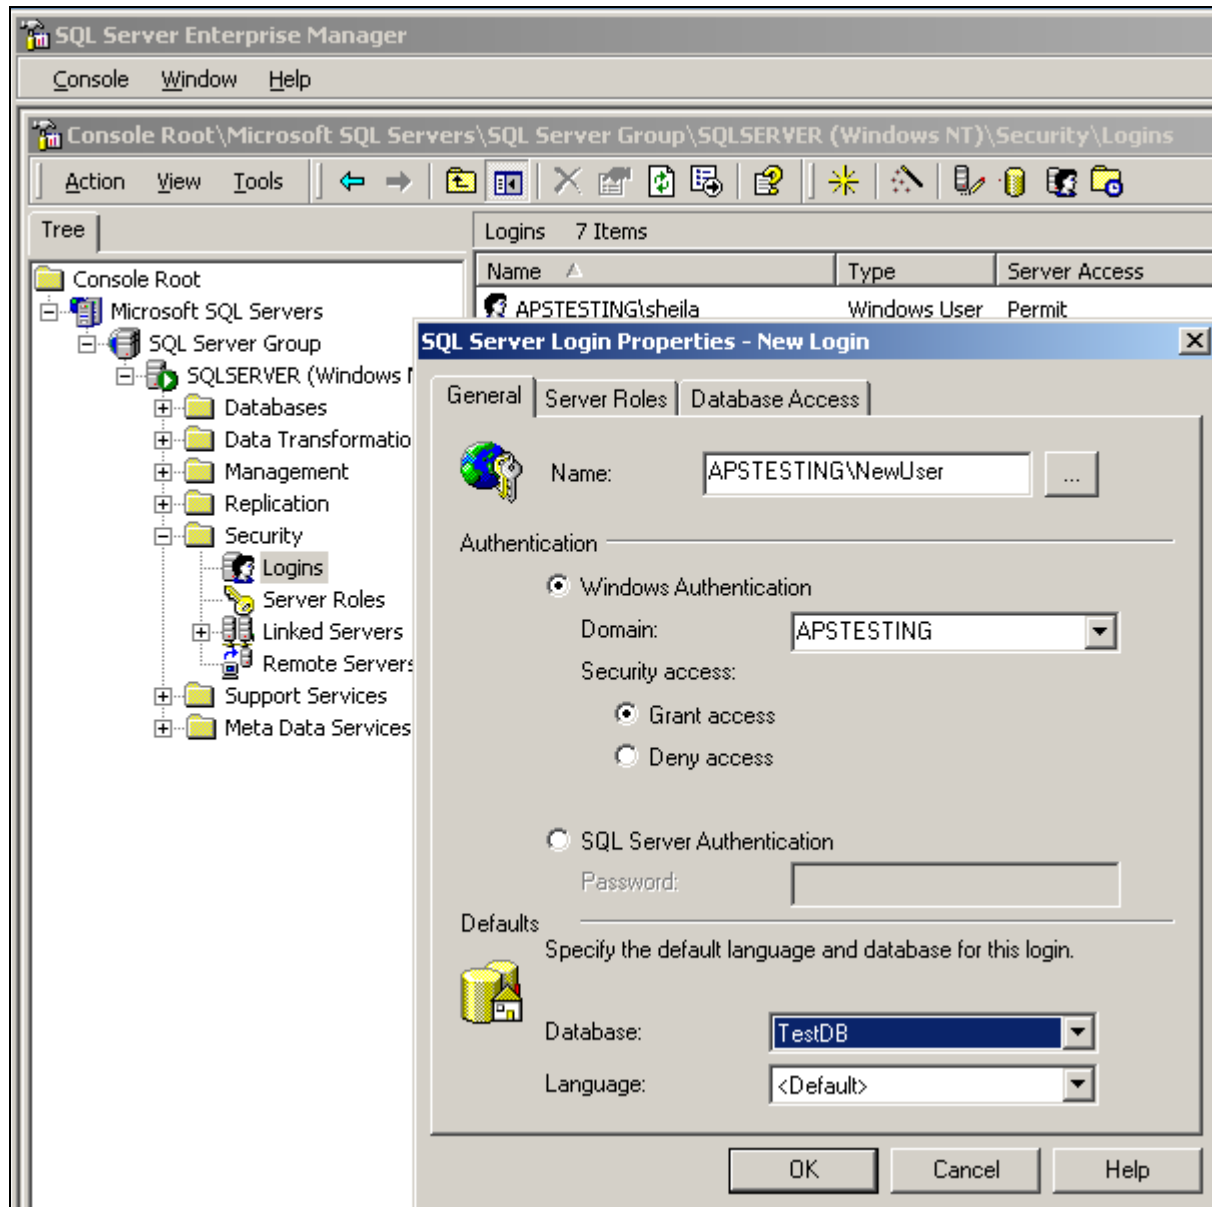 SQL Server Enterprise Manager
Console Window Help
Console Root\Microsoft SQL Servers\SQL Server Group\SQLSERVER (Windows NT)\Security\Logins
Action View Tools
Tree
Logins 7 Items
Name Type Server Access
Console Root
APSTESTING\sheila Windows User Permit
Microsoft SQL Servers
SQL Server Group
SQLSERVER (Windows N
Databases
Data Transformatio
Management
Replication
Security
Logins
Server Roles
Linked Servers
Remote Servers
Support Services
Meta Data Services
SQL Server Login Properties - New Login
General Server Roles Database Access
Name: APSTESTING\NewUser ...
Authentication
Windows Authentication
Domain: APSTESTING
Security access:
Grant access
Deny access
SQL Server Authentication
Password:
Defaults
Specify the default language and database for this login.
Database: TestDB
Language: <Default>
OK Cancel Help